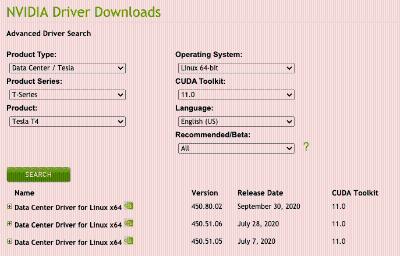 NVIDIA Driver Downloads
Advanced Driver Search
Product Type: Operating System:
Data Center / Tesla Linux 64-bit
Product Series: CUDA Toolkit:
T-Series 11.0
Product: Language:
Tesla T4 English (US)
Recommended/Beta:
All ?
SEARCH
Name Version Release Date CUDA Toolkit
Data Center Driver for Linux x64 450.80.02 September 30, 2020 11.0
Data Center Driver for Linux x64 450.51.06 July 28, 2020 11.0
Data Center Driver for Linux x64 450.51.05 July 7, 2020 11.0